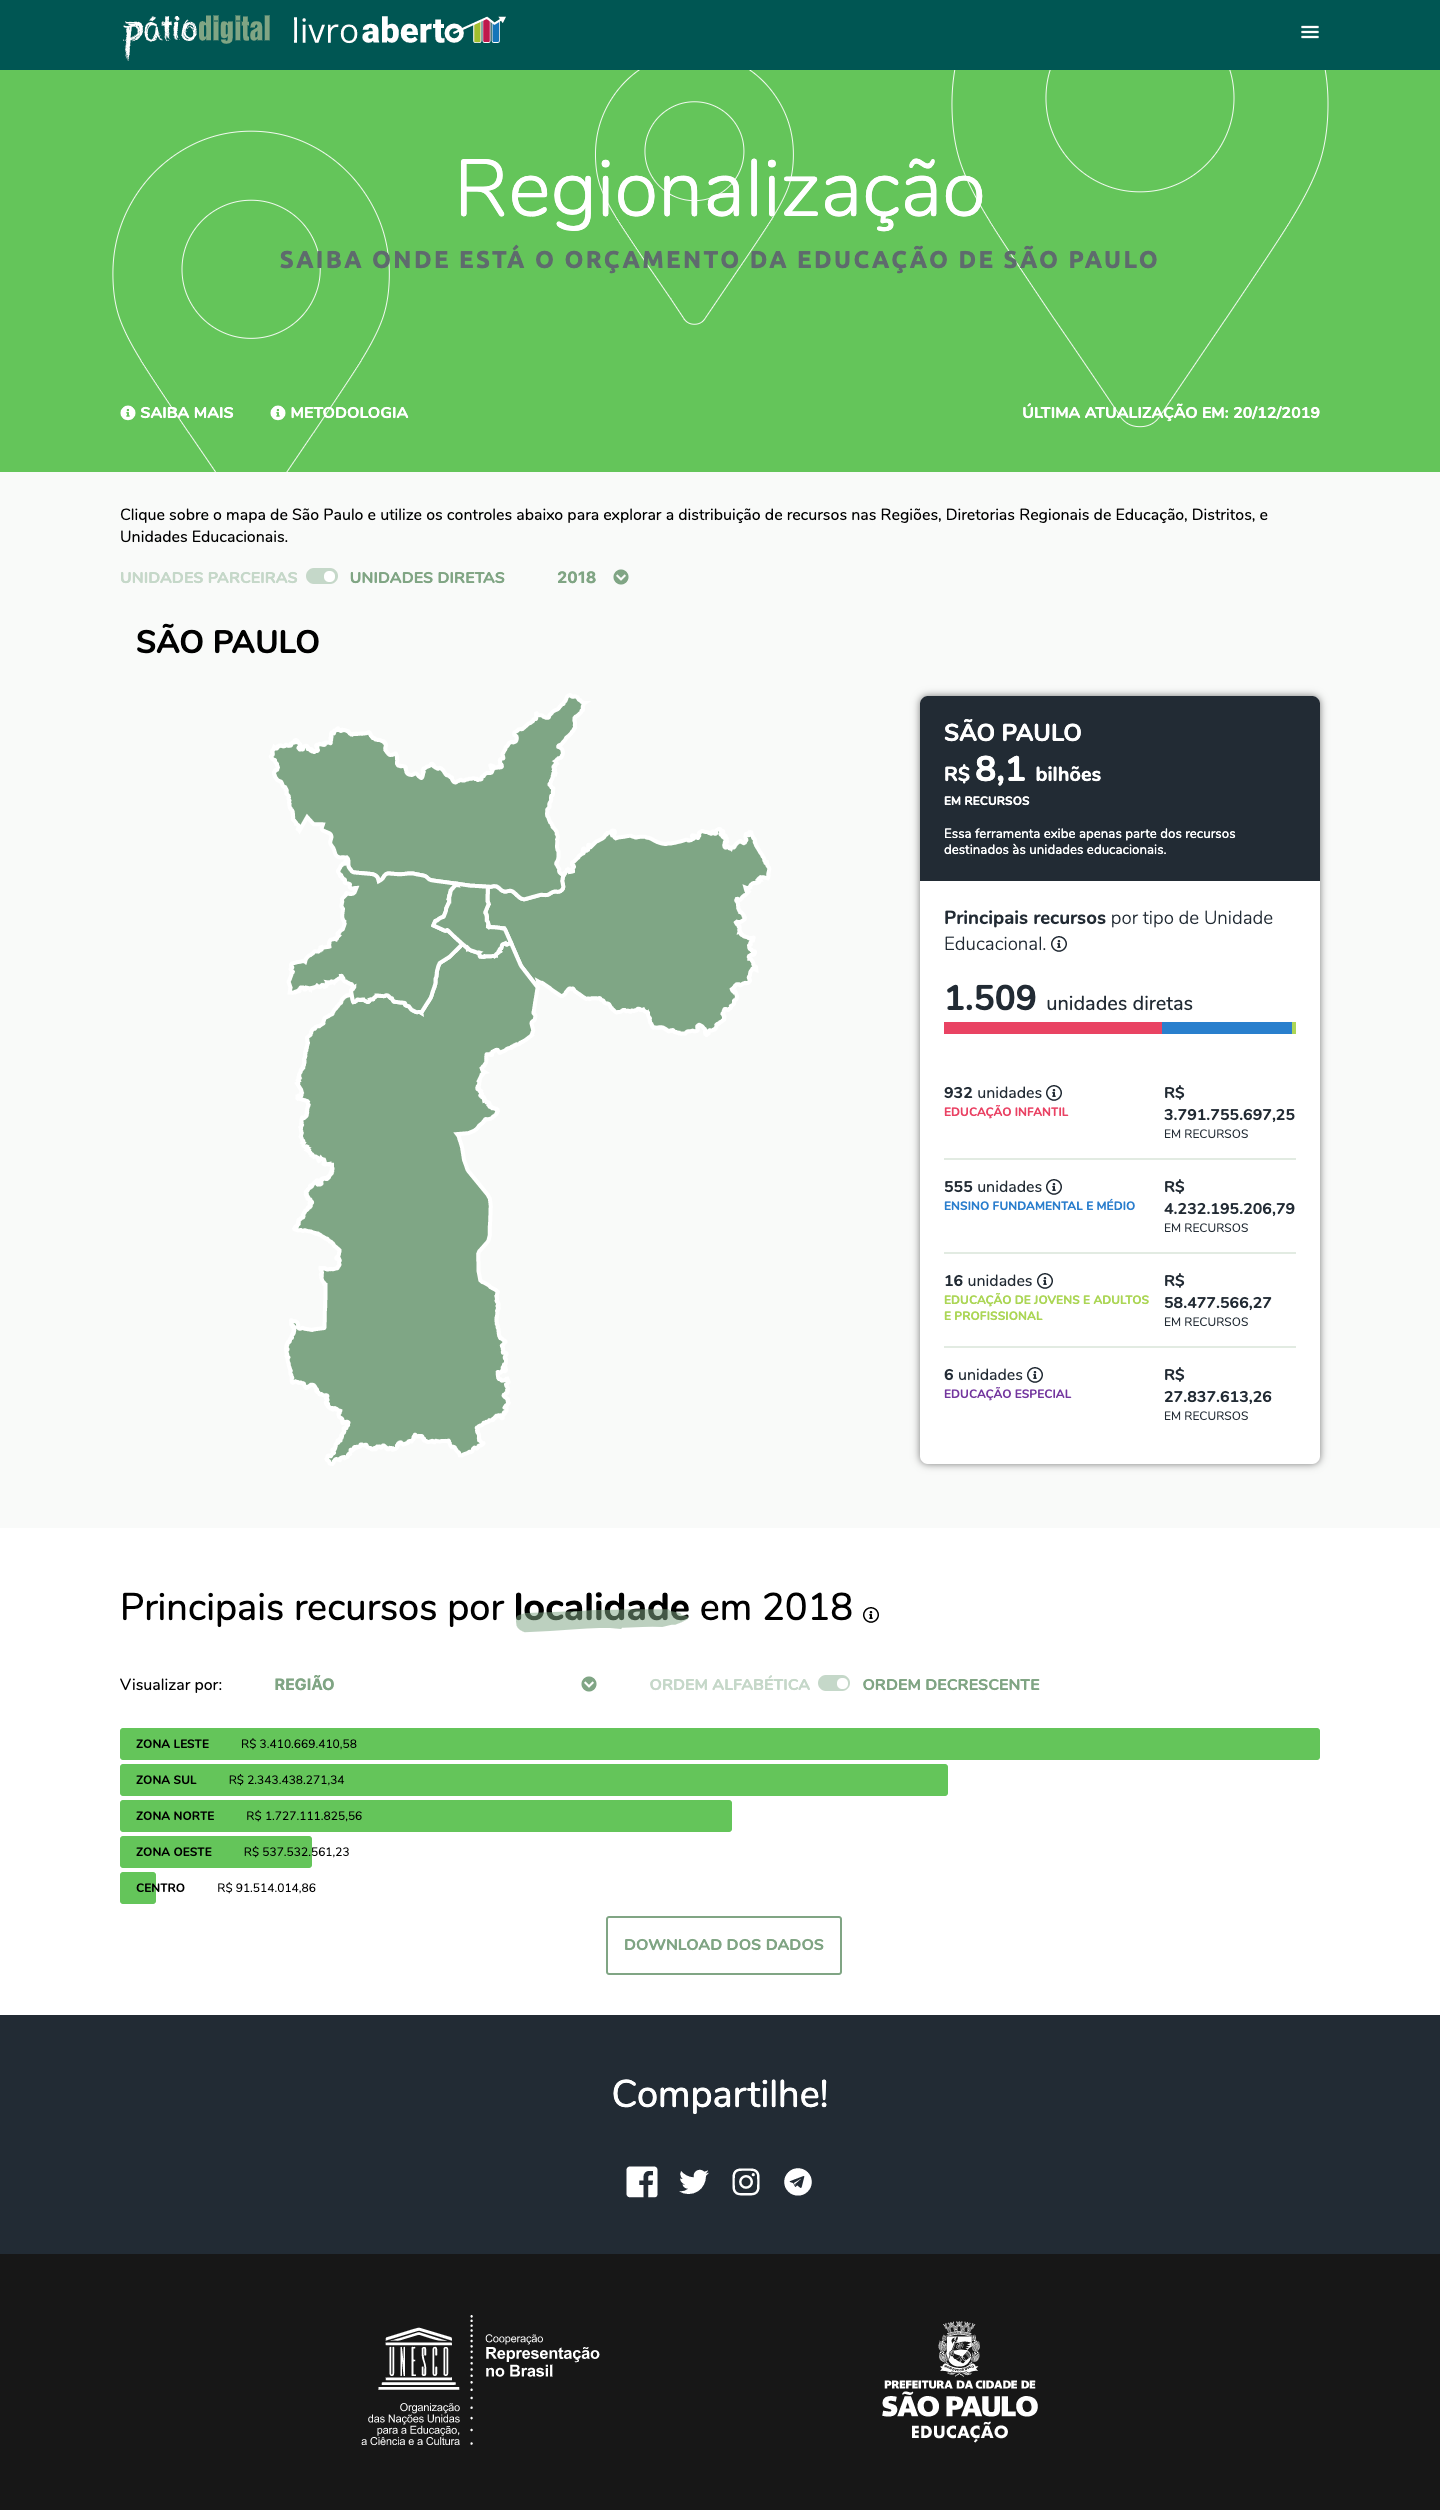 pátiodigital livroaberto
Regionalização
SAIBA ONDE ESTÁ O ORÇAMENTO DA EDUCAÇÃO DE SÃO PAULO
SAIBA MAIS METODOLOGIA ÚLTIMA ATUALIZAÇÃO EM: 20/12/2019
Clique sobre o mapa de São Paulo e utilize os controles abaixo para explorar a distribuição de recursos nas Regiões, Diretorias Regionais de Educação, Distritos, e
Unidades Educacionais.
UNIDADES PARCEIRAS UNIDADES DIRETAS 2018
SÃO PAULO
SÃO PAULO
R$ 8,1 bilhões
EM RECURSOS
Essa ferramenta exibe apenas parte dos recursos
destinados às unidades educacionais.
Principais recursos por tipo de Unidade
Educacional.
1.509 unidades diretas
932 unidades
EDUCAÇÃO INFANTIL
R$
3.791.755.697,25
EM RECURSOS
555 unidades
ENSINO FUNDAMENTAL E MÉDIO
R$
4.232.195.206,79
EM RECURSOS
16 unidades
EDUCAÇÃO DE JOVENS E ADULTOS
E PROFISSIONAL
R$
58.477.566,27
EM RECURSOS
6 unidades
EDUCAÇÃO ESPECIAL
R$
27.837.613,26
EM RECURSOS
Principais recursos por localidade em 2018
Visualizar por: REGIÃO ORDEM ALFABÉTICA ORDEM DECRESCENTE
ZONA LESTE R$ 3.410.669.410,58
ZONA SUL R$ 2.343.438.271,34
ZONA NORTE R$ 1.727.111.825,56
ZONA OESTE R$ 537.532.561,23
CENTRO R$ 91.514.014,86
DOWNLOAD DOS DADOS
Compartilhe!
UNESCO
Organização
das Nações Unidas
para a Educação,
a Ciência e a Cultura
Cooperação
Representação
no Brasil
PREFEITURA DA CIDADE DE
SÃO PAULO
EDUCAÇÃO